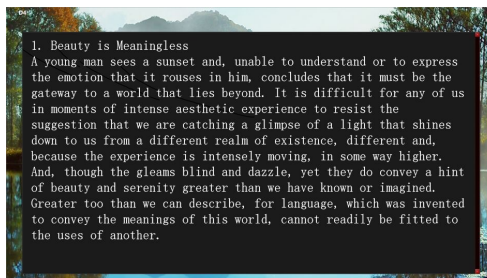 1. Beauty is Meaningless
A young man sees a sunset and, unable to understand or to express
the emotion that it rouses in him, concludes that it must be the
gateway to a world that lies beyond. It is difficult for any of us
in moments of intense aesthetic experience to resist the
suggestion that we are catching a glimpse of a light that shines
down to us from a different realm of existence, different and,
because the experience is intensely moving, in some way higher.
And, though the gleams blind and dazzle, yet they do convey a hint
of beauty and serenity greater than we have known or imagined.
Greater too than we can describe, for language, which was invented
to convey the meanings of this world, cannot readily be fitted to
the uses of another.